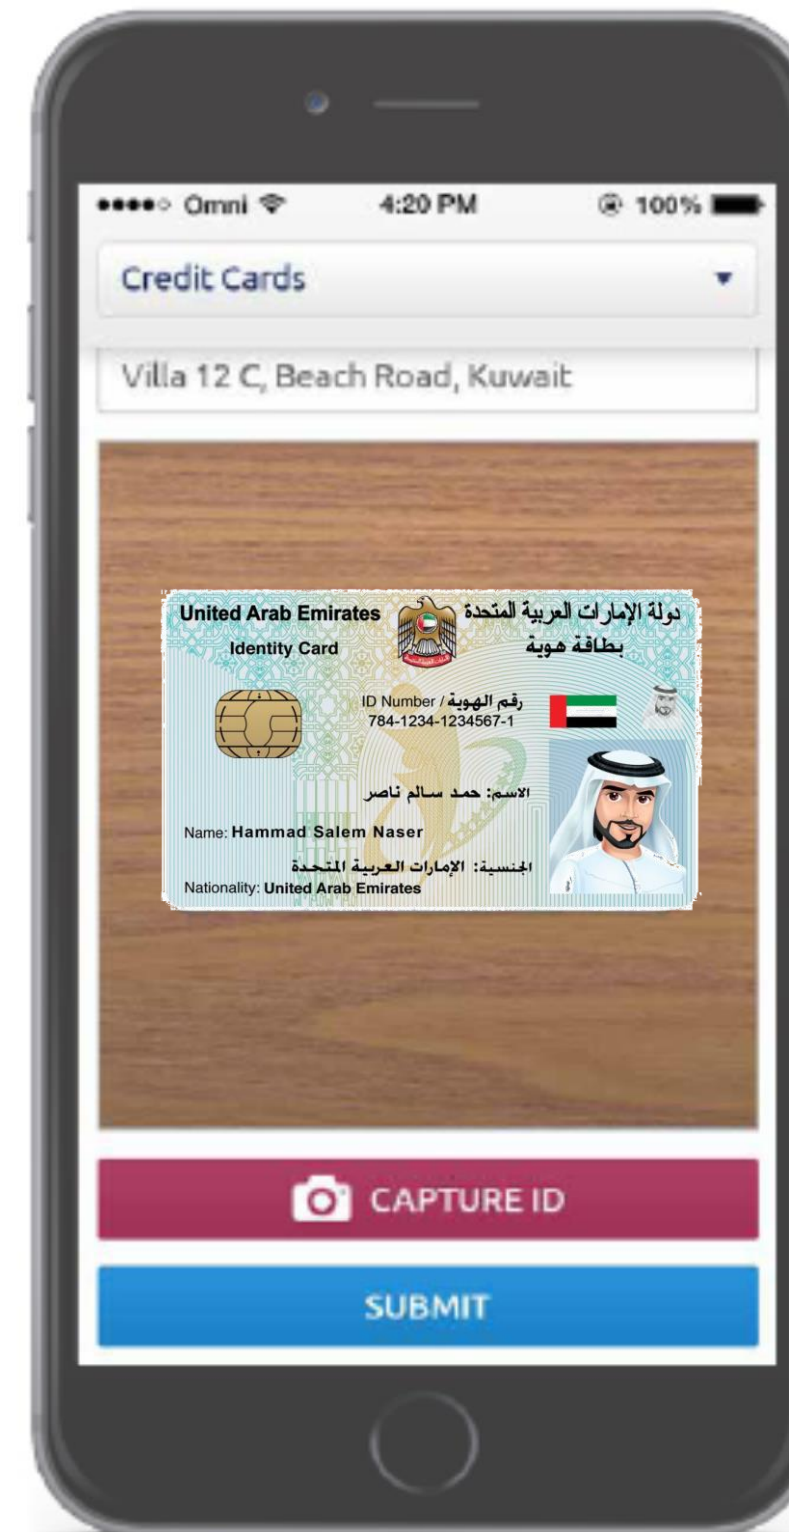 Omni 4:20 PM 100%
Credit Cards
Villa 12 C, Beach Road, Kuwait
United Arab Emirates دولة الإمارات العربية المتحدة
Identity Card بطاقة هوية
ID Number / رقم الهوية
784-1234-1234567-1
الاسم: حمد سالم ناصر
Name: Hammad Salem Naser
الجنسية: الإمارات العربية المتحدة
Nationality: United Arab Emirates
CAPTURE ID
SUBMIT